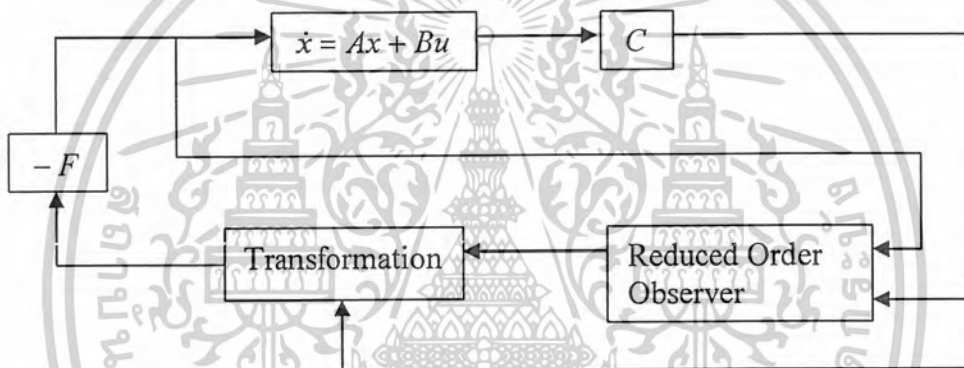 ẋ = Ax + Bu
C
− F
Transformation
Reduced Order
Observer